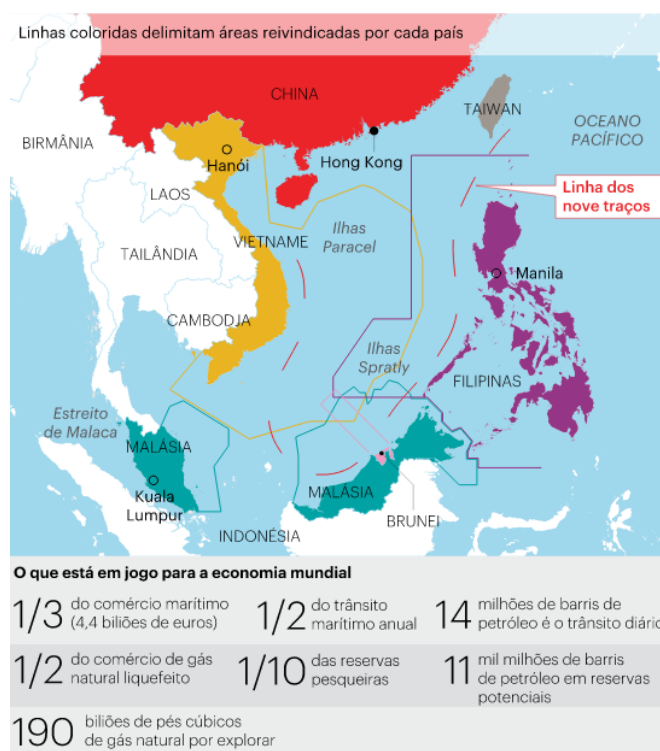 Linhas coloridas delimitam áreas reivindicadas por cada país
CHINA
TAIWAN
OCEANO
PACÍFICO
BIRMÂNIA
Hanói
Hong Kong
LAOS
Linha dos
nove traços
VIETNAME
Ilhas
Paracel
TAILÂNDIA
Manila
CAMBODJA
Ilhas
Spratly
FILIPINAS
Estreito
de Malaca
MALÁSIA
Kuala
Lumpur
MALÁSIA
BRUNEI
INDONÉSIA
O que está em jogo para a economia mundial
1/3 do comércio marítimo
(4,4 biliões de euros)
1/2 do trânsito
marítimo anual
14 milhões de barris de
petróleo é o trânsito diário
1/2 do comércio de gás
natural liquefeito
1/10 das reservas
pesqueiras
11 mil milhões de barris
de petróleo em reservas
potenciais
190 biliões de pés cúbicos
de gás natural por explorar